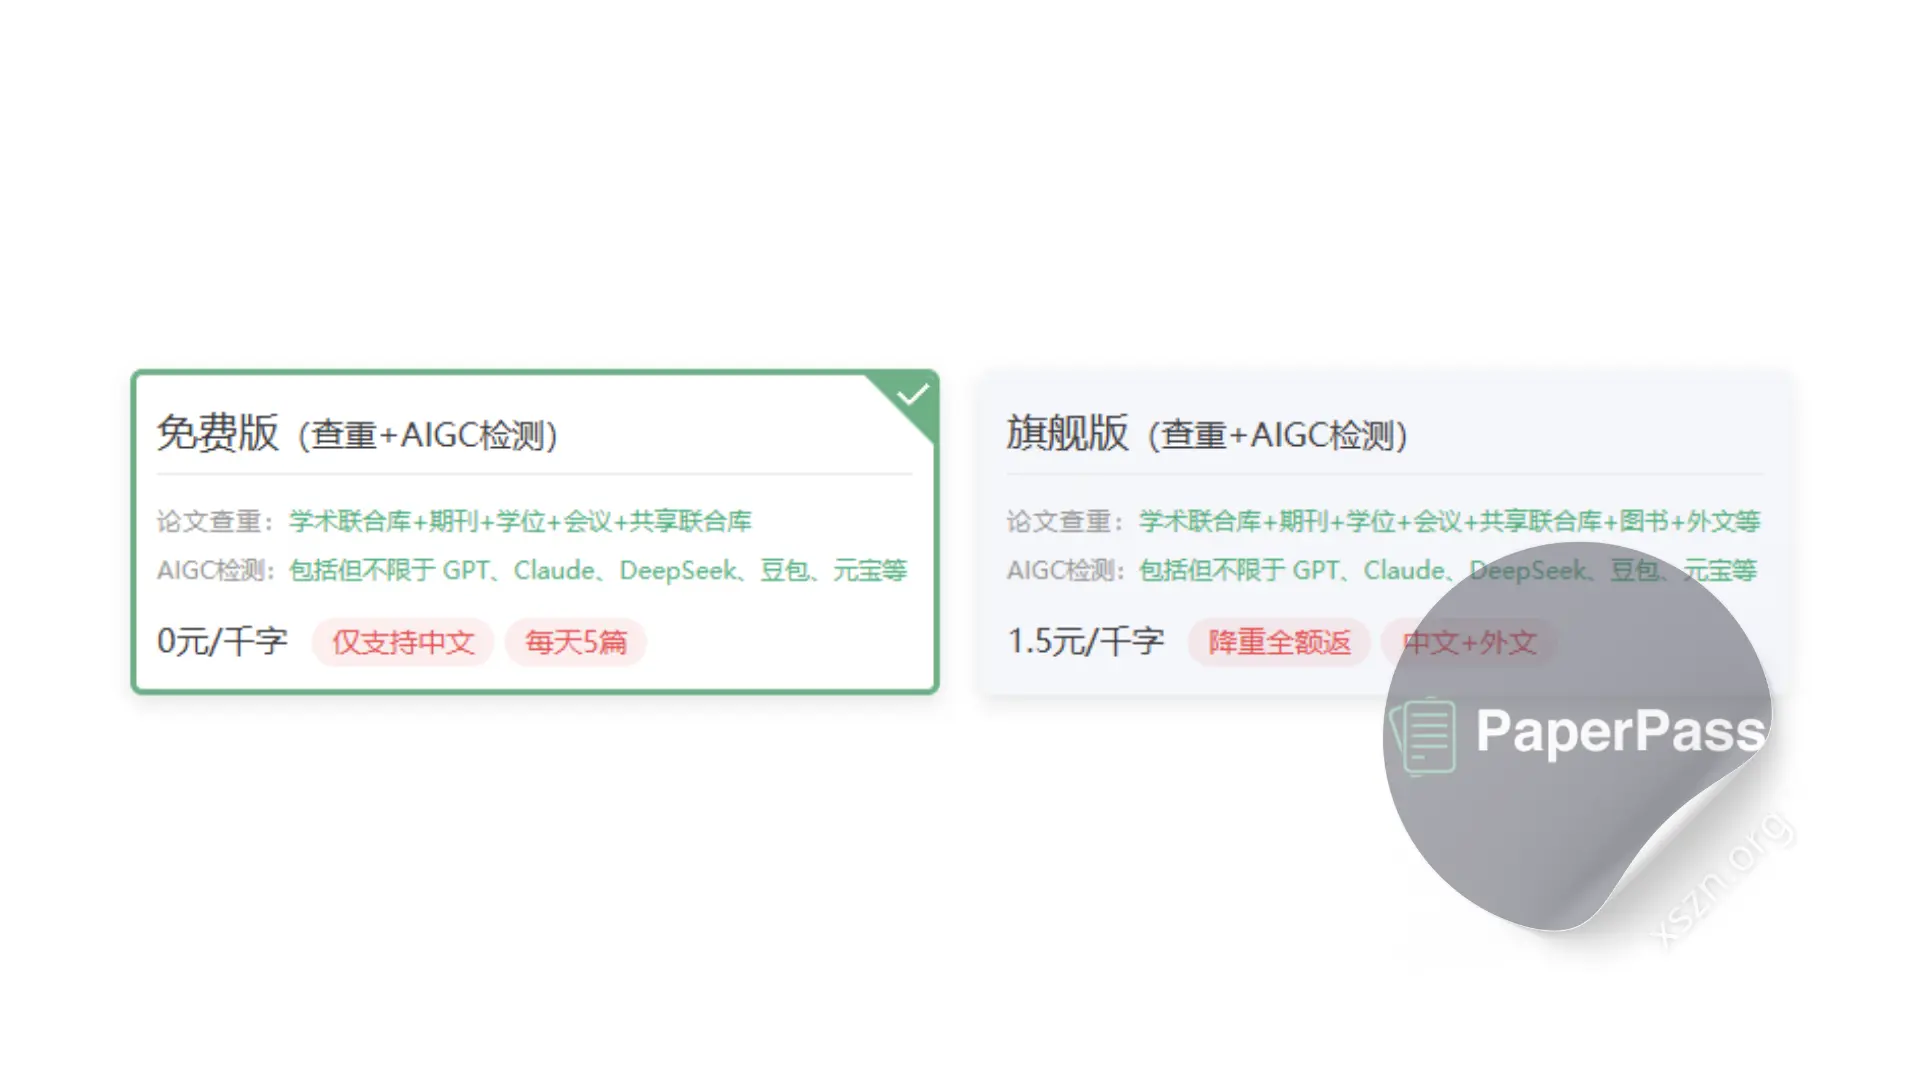 免费版（查重+AIGC检测）
论文查重：学术联合库+期刊+学位+会议+共享联合库
AIGC检测：包括但不限于 GPT、Claude、DeepSeek、豆包、元宝等
0元/千字 仅支持中文 每天5篇
旗舰版（查重+AIGC检测）
论文查重：学术联合库+期刊+学位+会议+共享联合库+图书+外文等
AIGC检测：包括但不限于 GPT、Claude、DeepSeek、豆包、元宝等
1.5元/千字 降重全额返 中文+外文
PaperPass
xszn.org